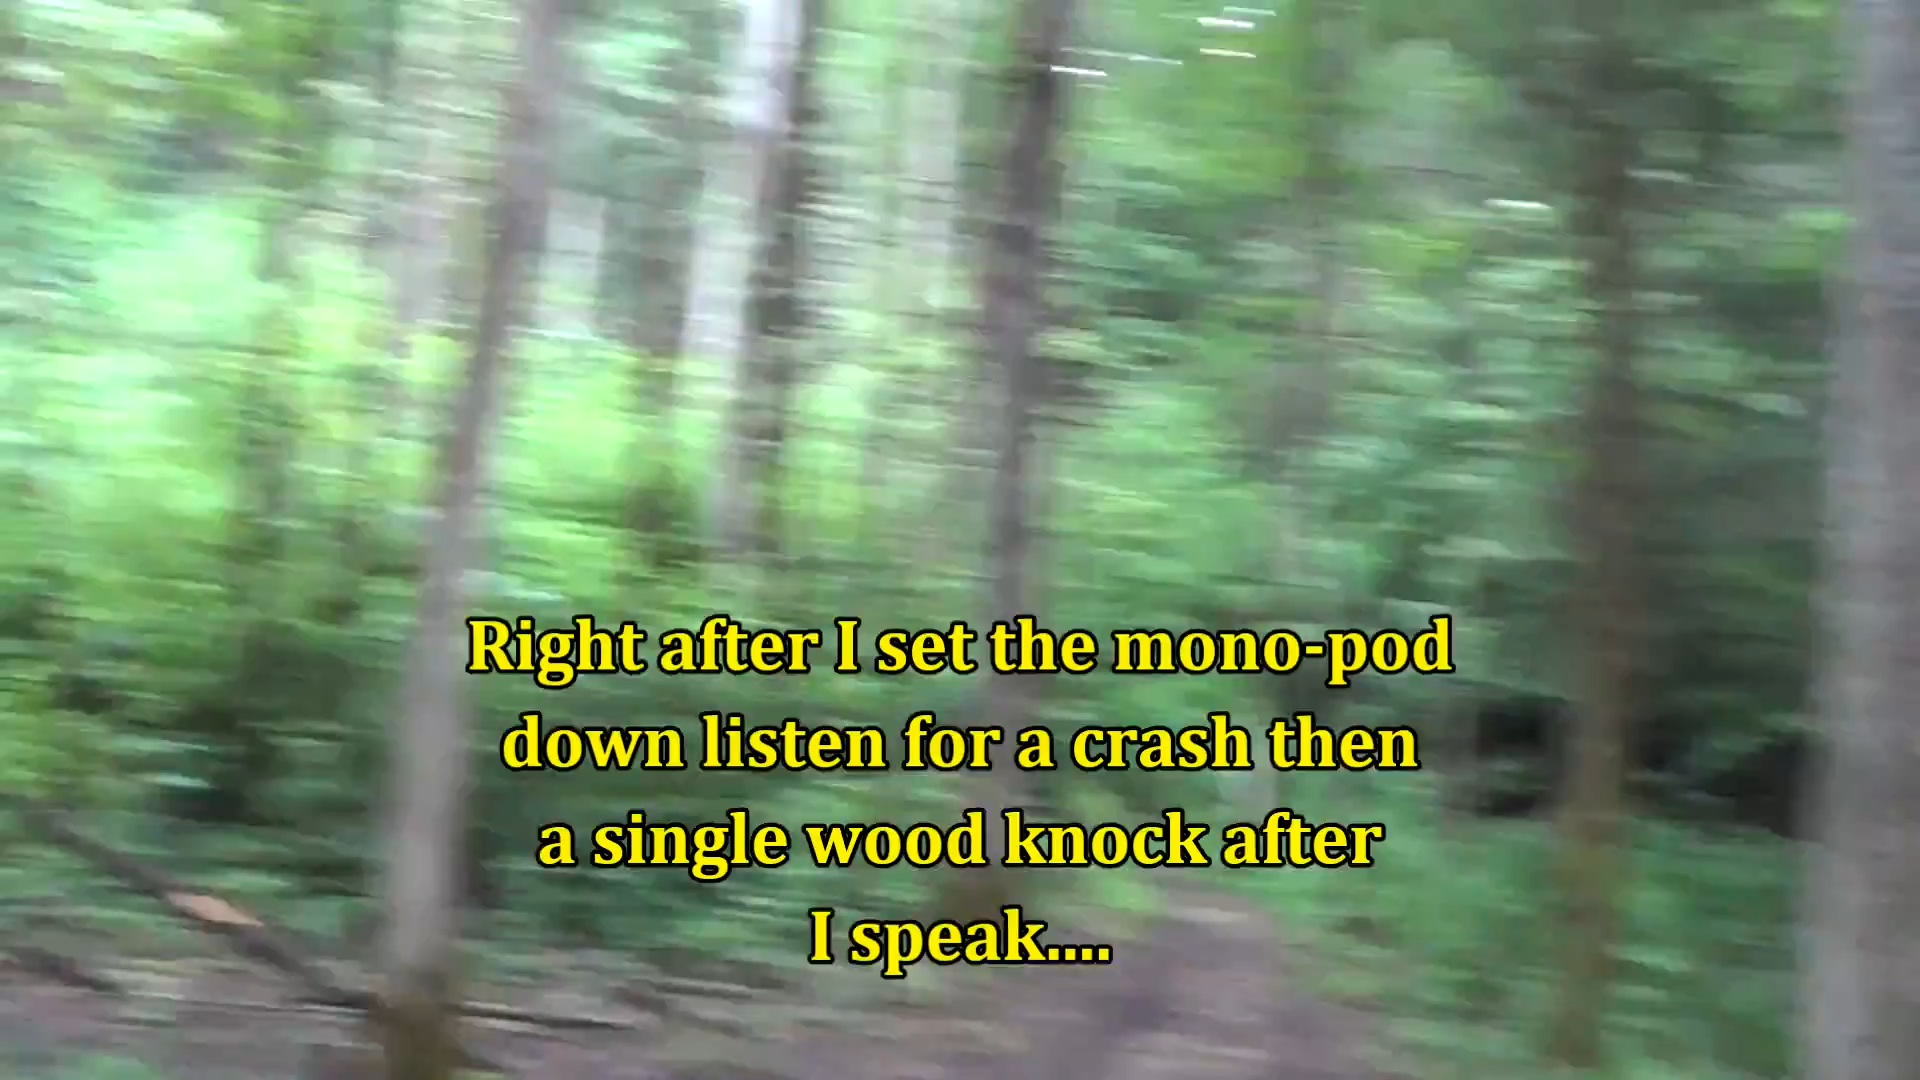 Right after I set the mono-pod
down listen for a crash then
a single wood knock after
I speak....